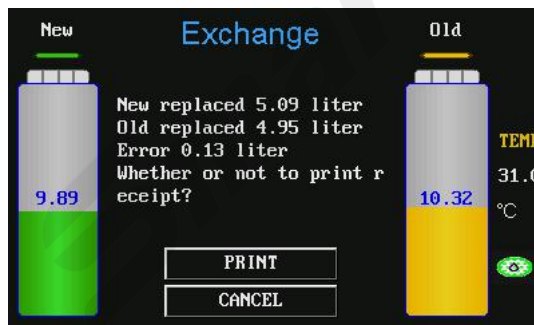 New
Exchange
Old
New replaced 5.09 liter
Old replaced 4.95 liter
Error 0.13 liter
Whether or not to print r
eceipt?
9.89
10.32
31.
°C
PRINT
CANCEL